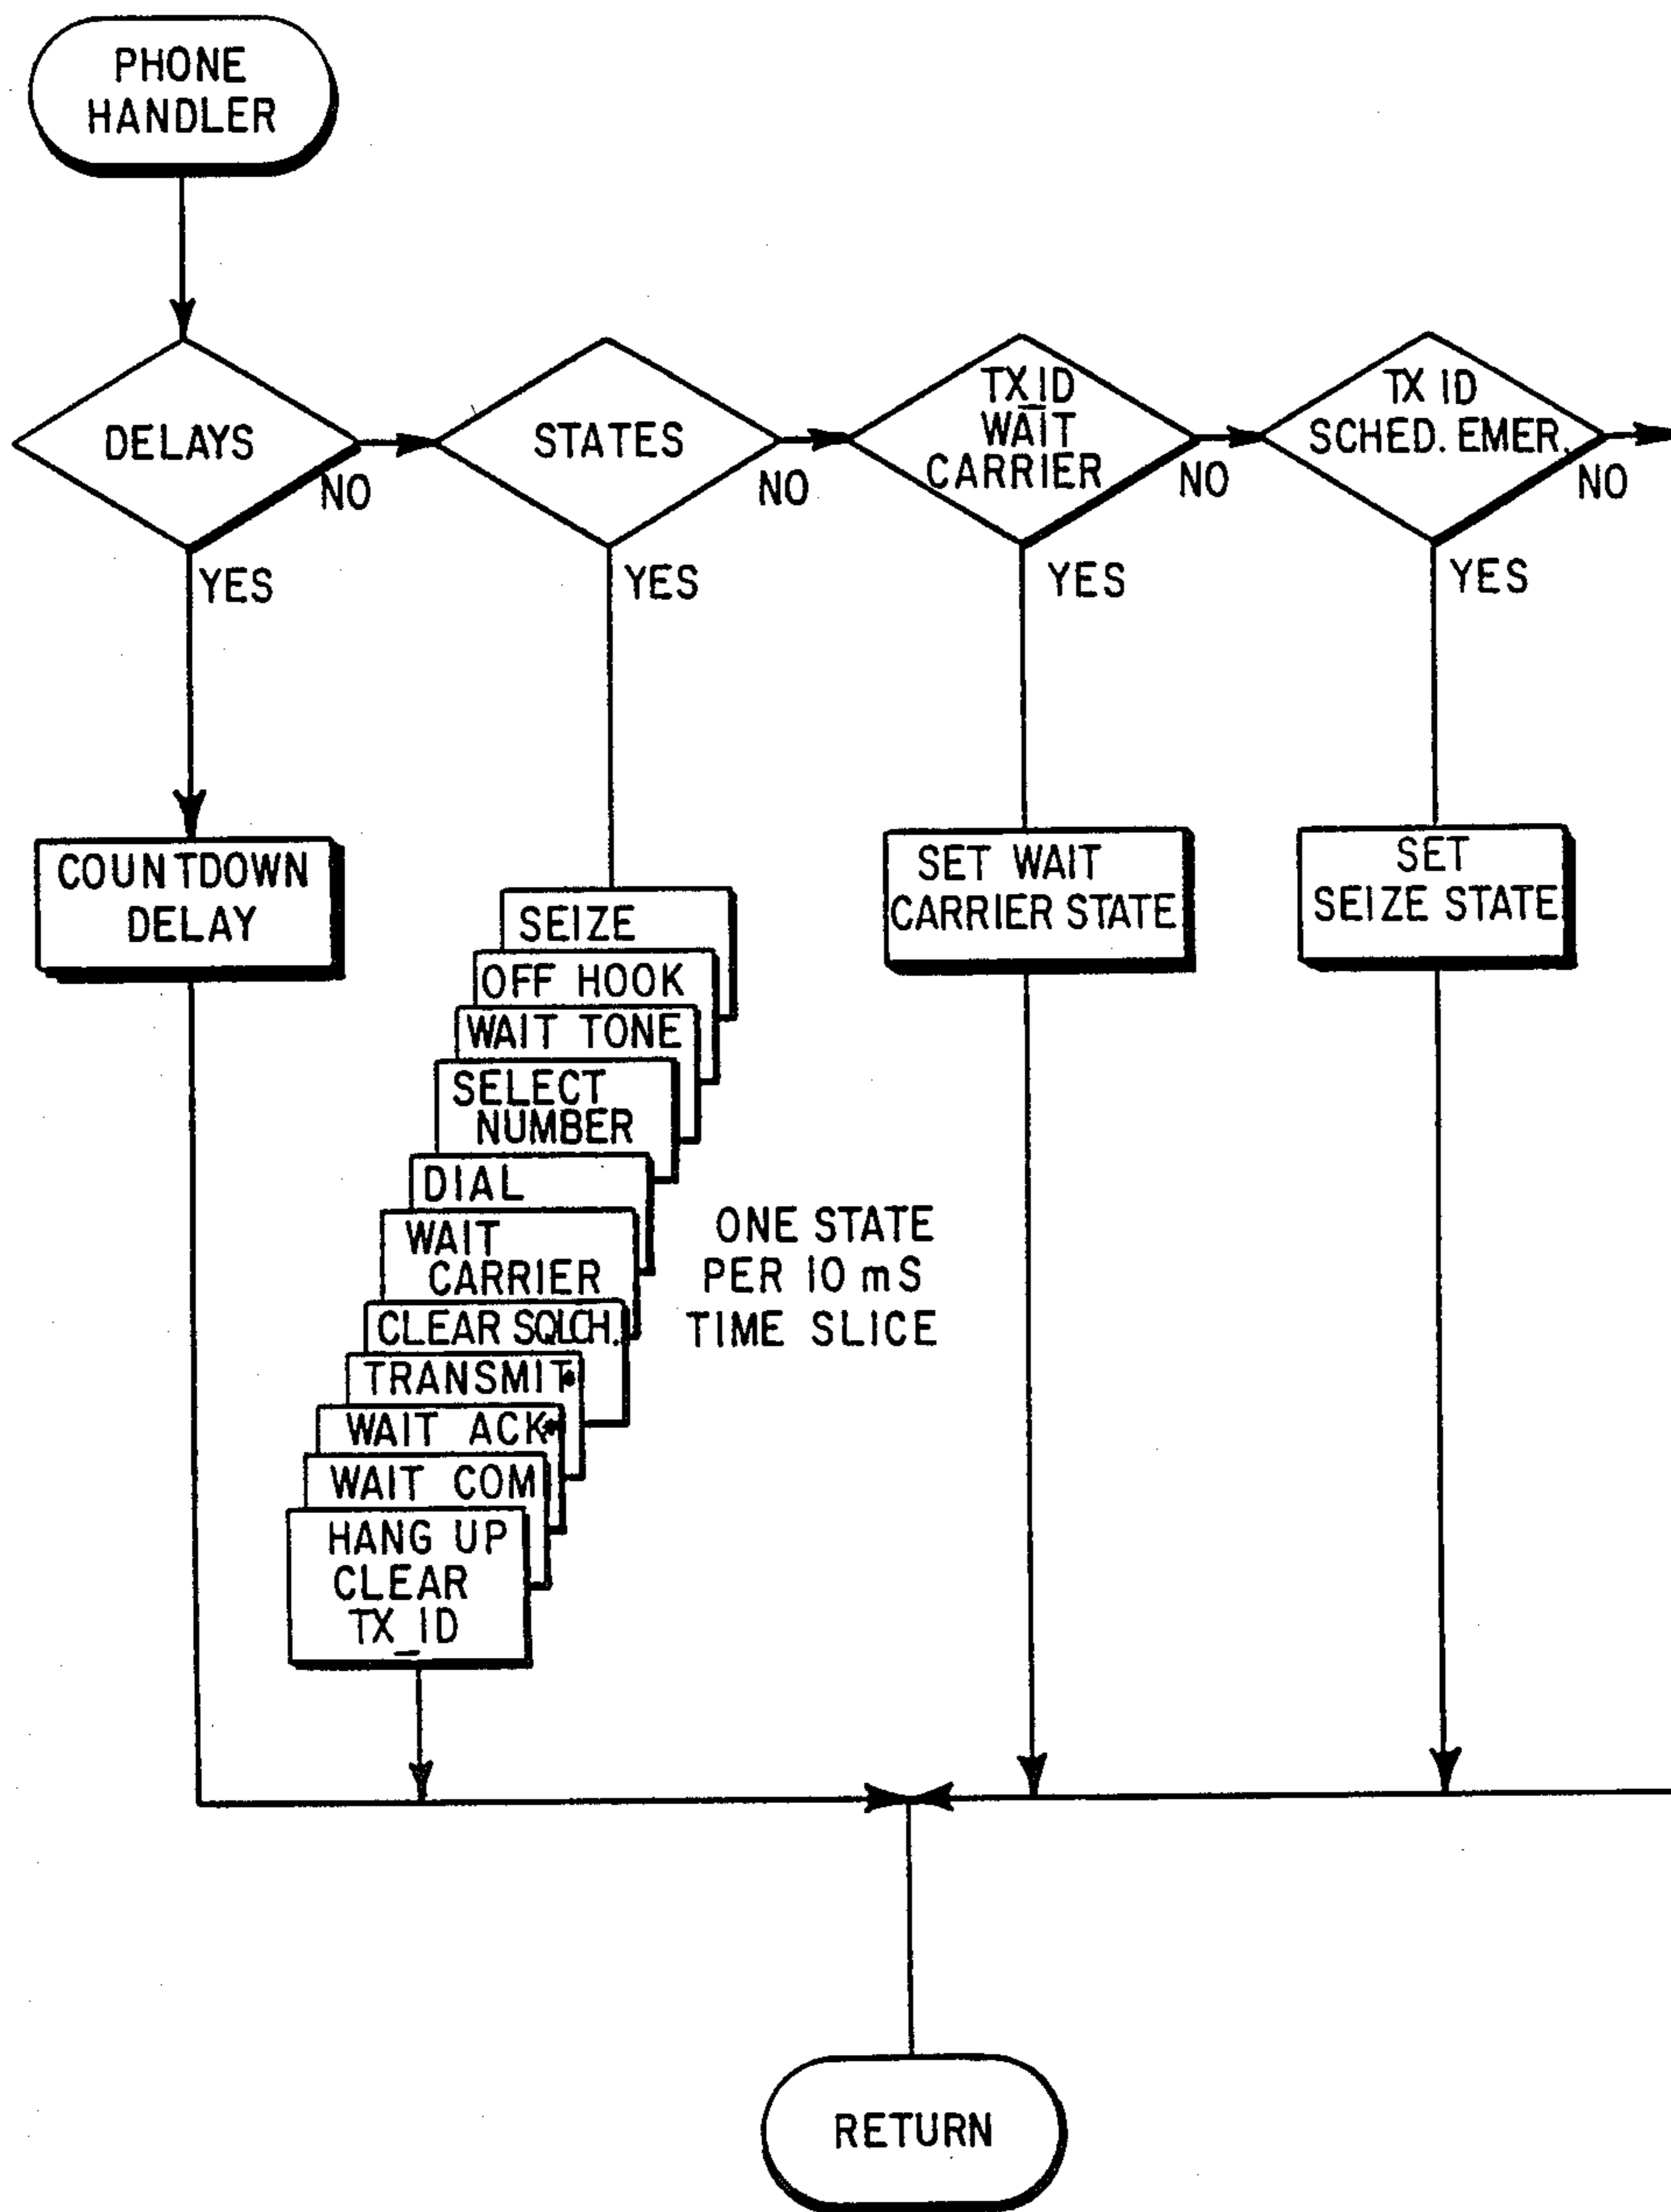 PHONE
HANDLER
DELAYS
NO
YES
STATES
NO
YES
TX_ID
WAIT
CARRIER
NO
YES
TX ID
SCHED. EMER.
NO
YES
COUNTDOWN
DELAY
SEIZE
OFF HOOK
WAIT TONE
SELECT
NUMBER
DIAL
WAIT
CARRIER
CLEAR SQLCH.
TRANSMIT*
WAIT ACK*
WAIT COM
HANG UP
CLEAR
TX_ID
ONE STATE
PER 10 mS
TIME SLICE
SET WAIT
CARRIER STATE
SET
SEIZE STATE
RETURN